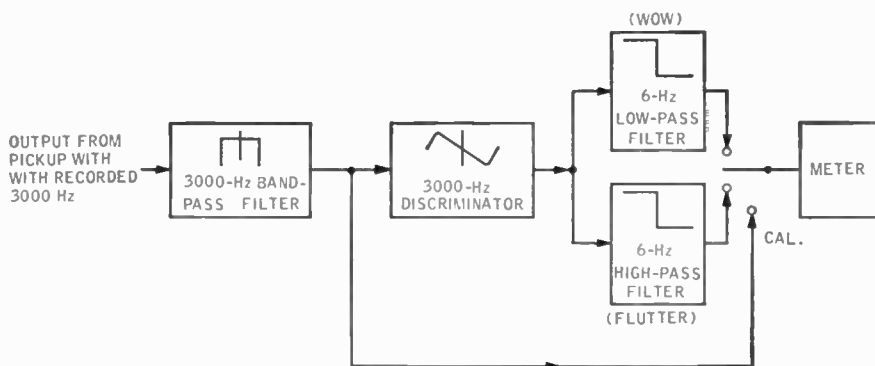 (WOW)
6-Hz
LOW-PASS
FILTER
OUTPUT FROM
PICKUP WITH
WITH RECORDED
3000 Hz
3000-Hz BAND-
PASS FILTER
3000-Hz
DISCRIMINATOR
METER
CAL.
6-Hz
HIGH-PASS
FILTER
(FLUTTER)